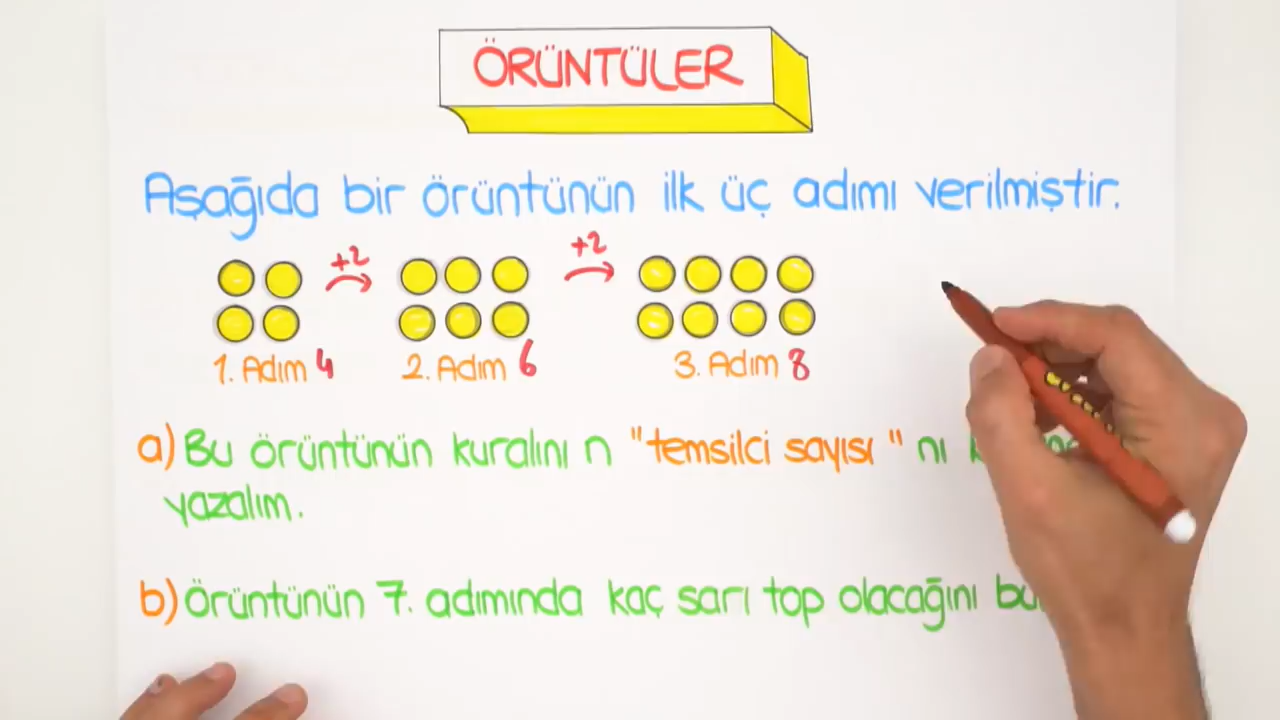 ÖRÜNTÜLER
Aşağıda bir örüntünün ilk üç adımı verilmiştir.
+2 +2
1. Adım 4 2. Adım 6 3. Adım 8
a) Bu örüntünün kuralını n "temsilci sayısı" nı
yazalım.
b) Örüntünün 7. adımında kaç sarı top olacağını